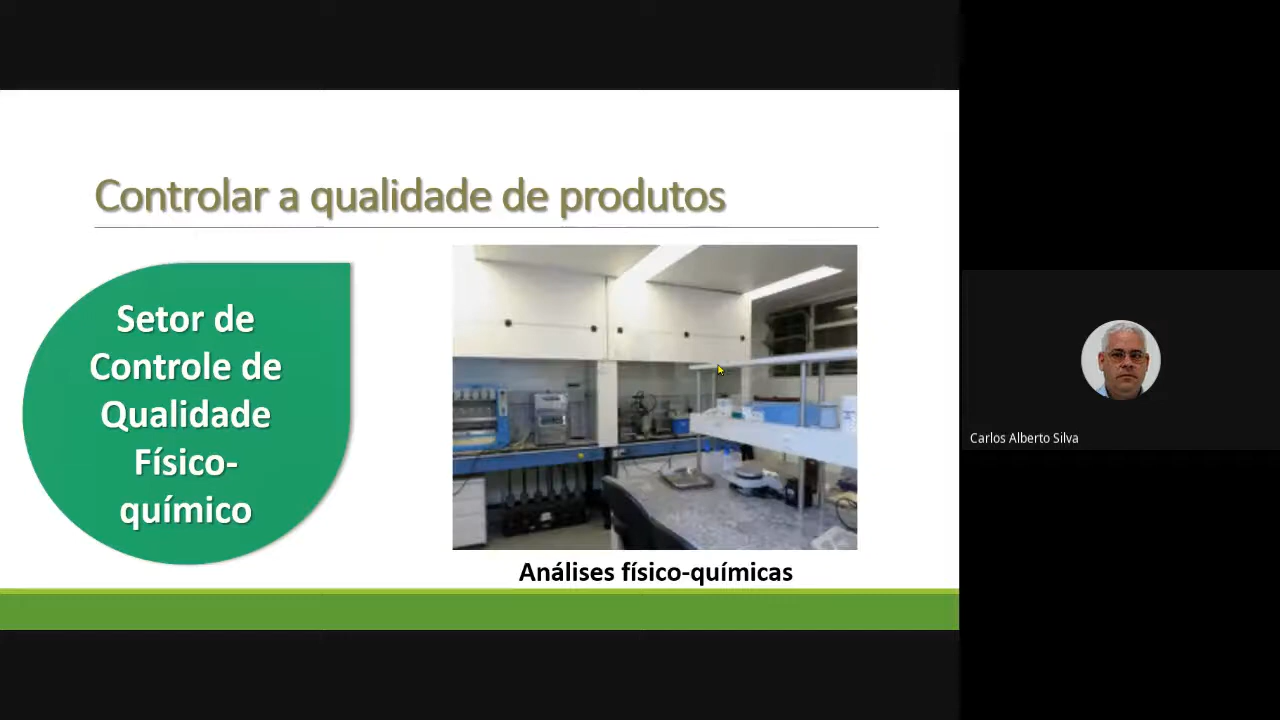 Controlar a qualidade de produtos
Setor de
Controle de
Qualidade
Físico-
químico
Análises físico-químicas
Carlos Alberto Silva